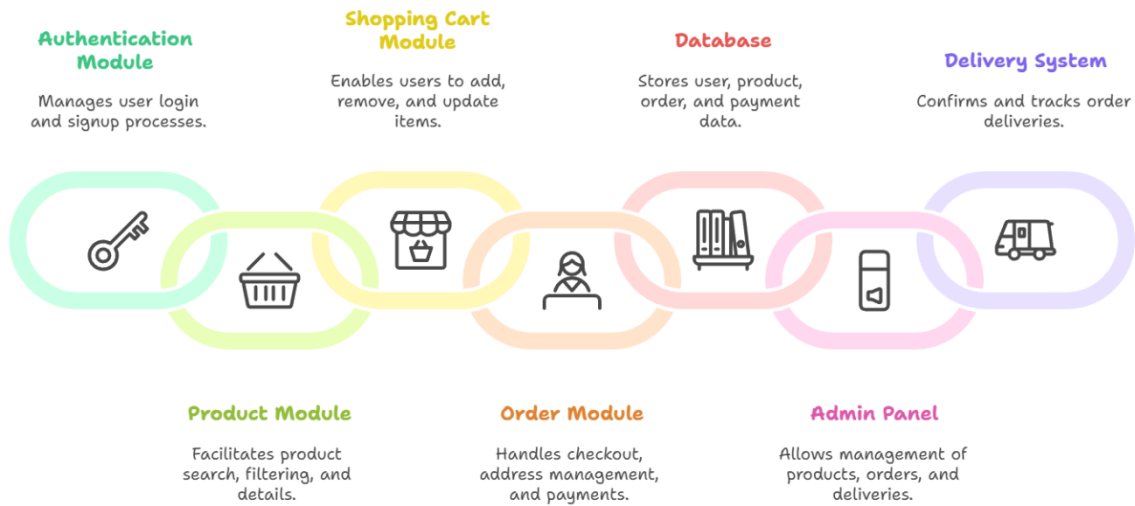 Authentication
Module
Manages user login
and signup processes.
Shopping Cart
Module
Enables users to add,
remove, and update
items.
Database
Stores user, product,
order, and payment
data.
Delivery System
Confirms and tracks order
deliveries.
Product Module
Facilitates product
search, filtering, and
details.
Order Module
Handles checkout,
address management,
and payments.
Admin Panel
Allows management of
products, orders, and
deliveries.